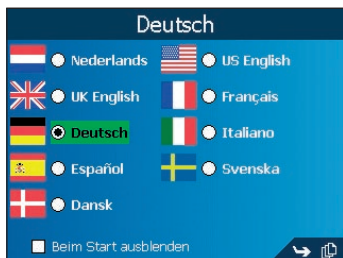 Deutsch
Nederlands US English
UK English Français
Deutsch Italiano
Español Svenska
Dansk
Beim Start ausblenden